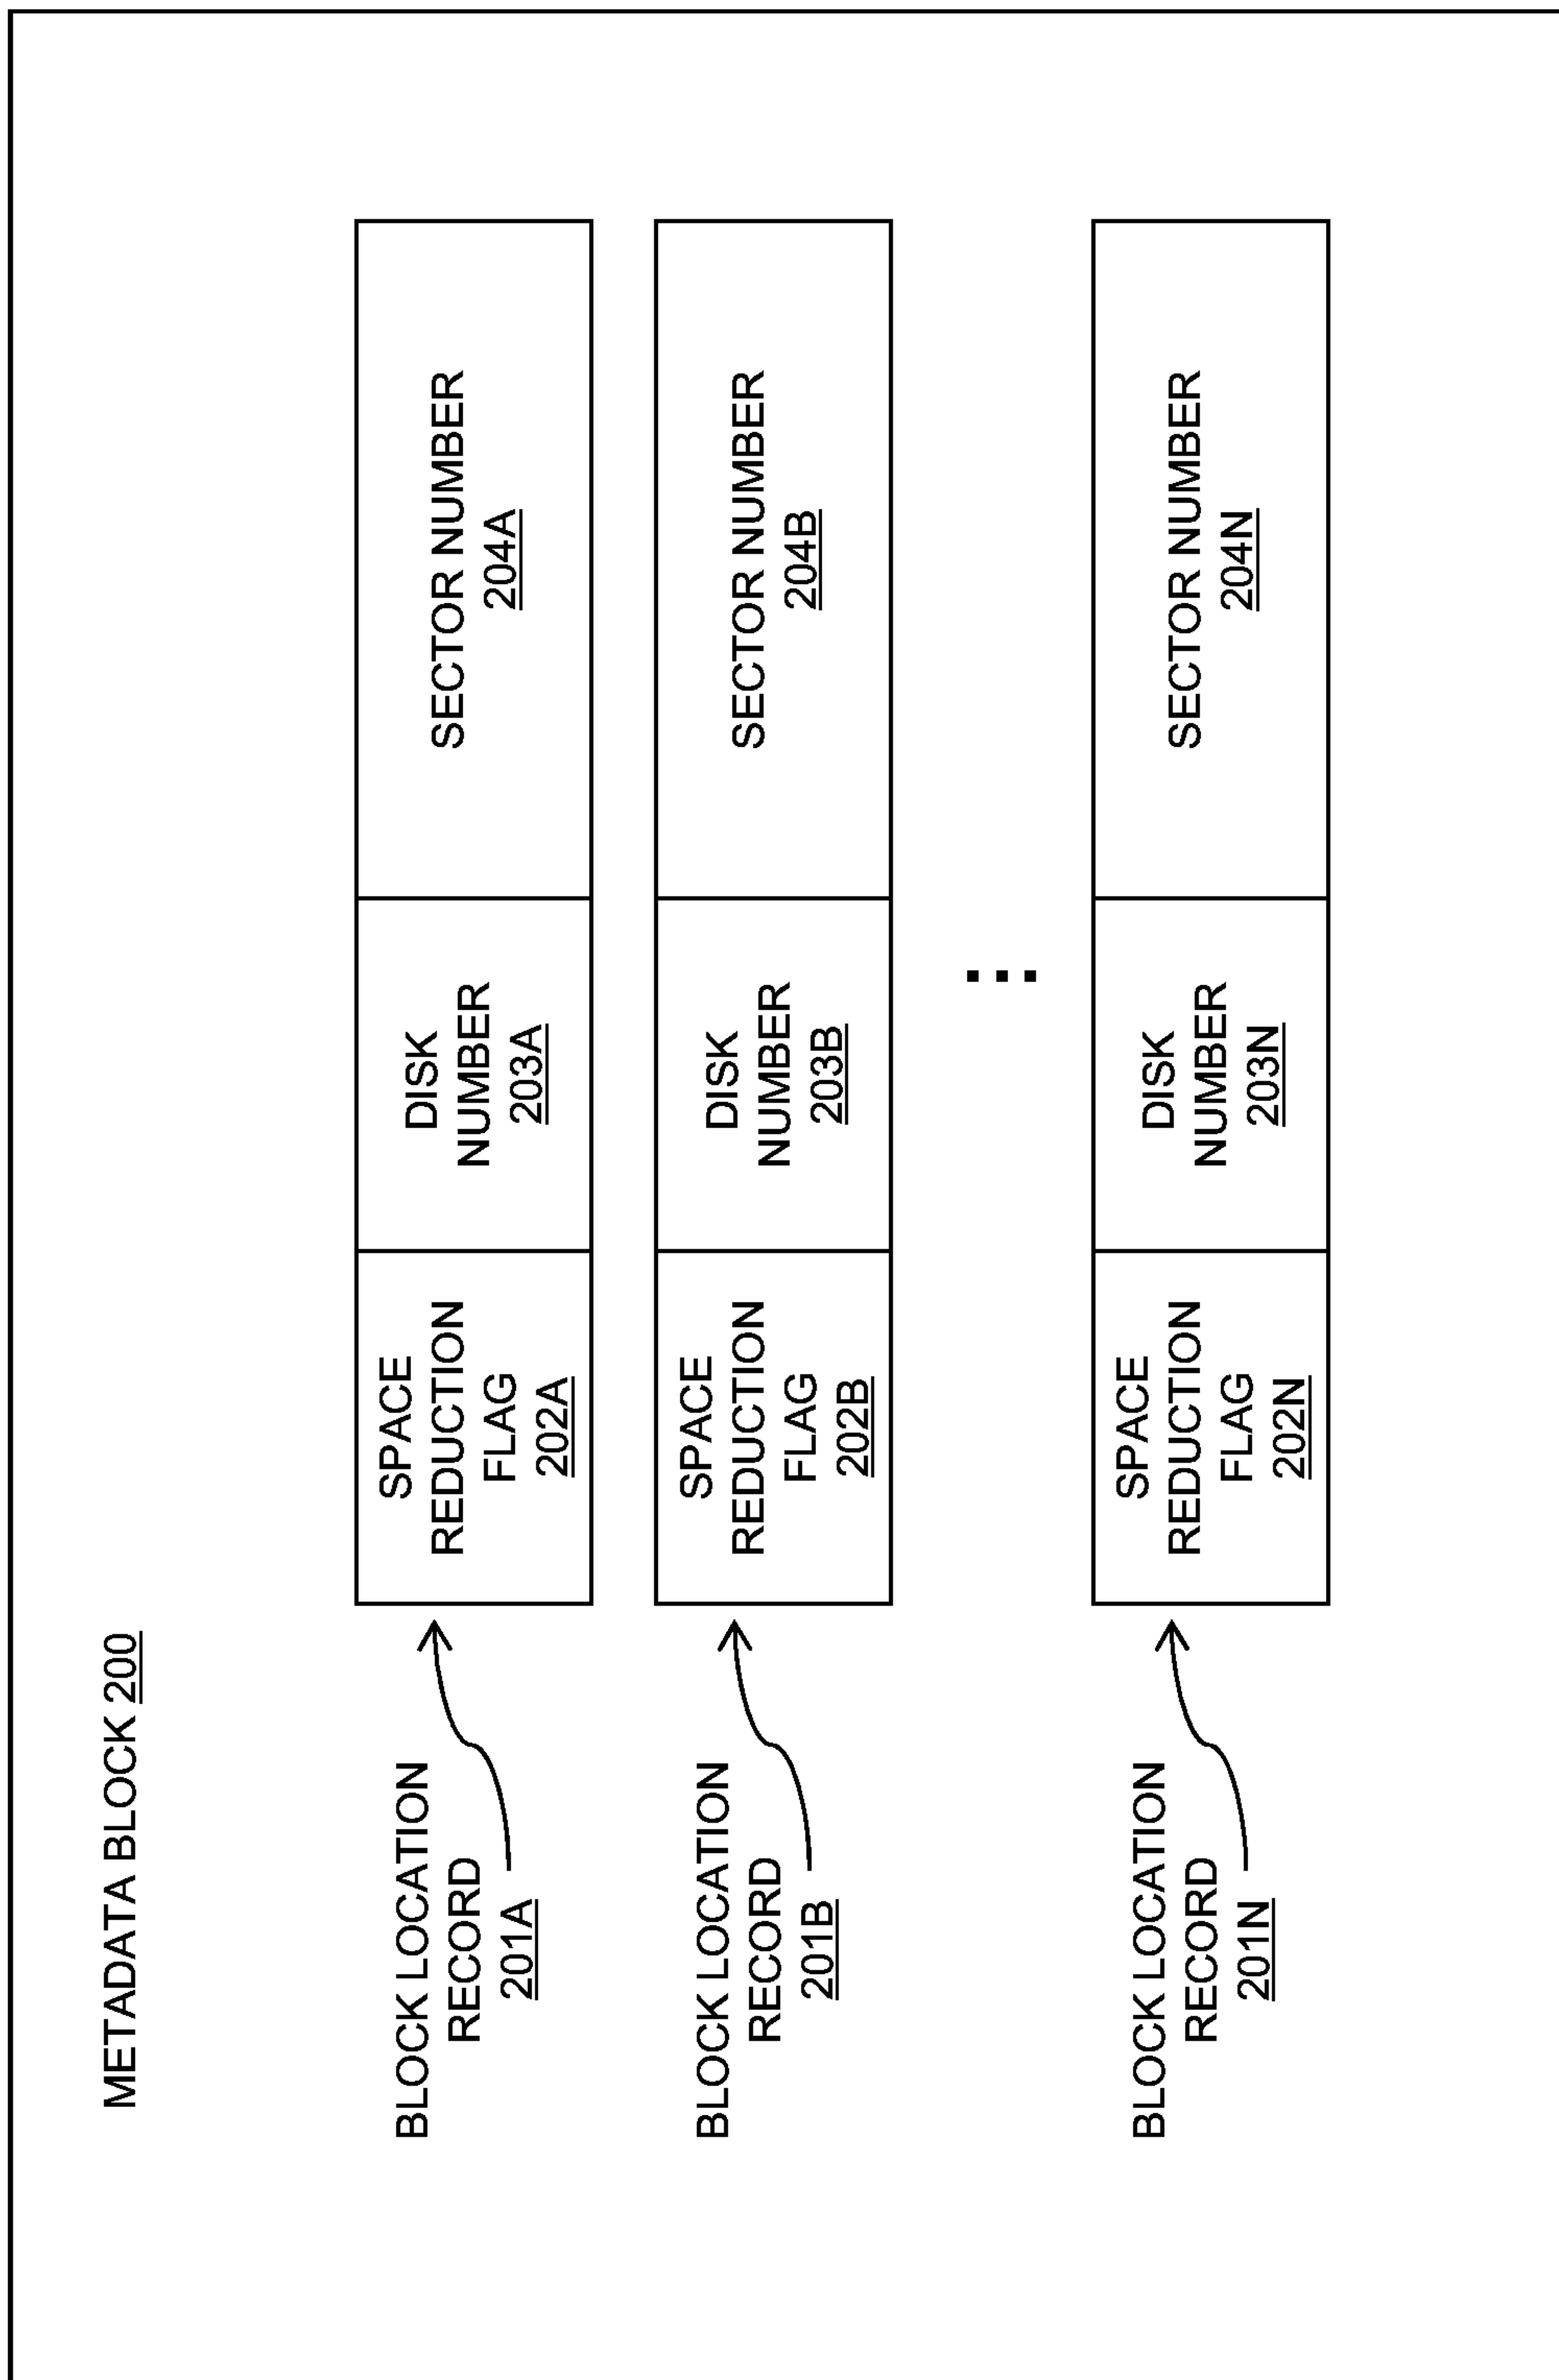 METADATA BLOCK 200
BLOCK LOCATION
RECORD
201A
SPACE
REDUCTION
FLAG
202A
DISK
NUMBER
203A
SECTOR NUMBER
204A
BLOCK LOCATION
RECORD
201B
SPACE
REDUCTION
FLAG
202B
DISK
NUMBER
203B
SECTOR NUMBER
204B
BLOCK LOCATION
RECORD
201N
SPACE
REDUCTION
FLAG
202N
DISK
NUMBER
203N
SECTOR NUMBER
204N